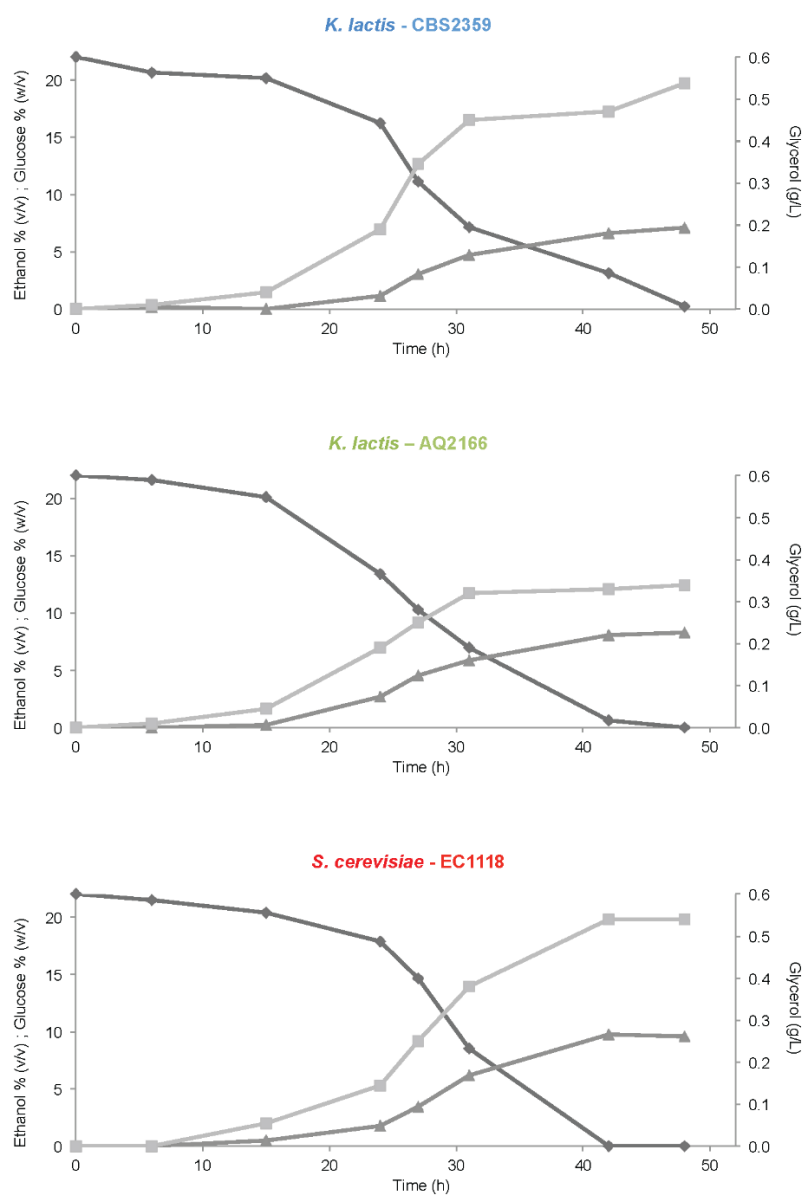 K. lactis - CBS2359
Ethanol % (v/v) ; Glucose % (w/v)
20
15
10
5
0
0.6
0.5
0.4
0.3
0.2
0.1
0.0
Glycerol (g/L)
0 10 20 30 40 50
Time (h)
K. lactis – AQ2166
Ethanol % (v/v) ; Glucose % (w/v)
20
15
10
5
0
0.6
0.5
0.4
0.3
0.2
0.1
0.0
Glycerol (g/L)
0 10 20 30 40 50
Time (h)
S. cerevisiae - EC1118
Ethanol % (v/v) ; Glucose % (w/v)
20
15
10
5
0
0.6
0.5
0.4
0.3
0.2
0.1
0.0
Glycerol (g/L)
0 10 20 30 40 50
Time (h)